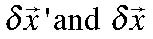 δx⃗ ' and δx⃗